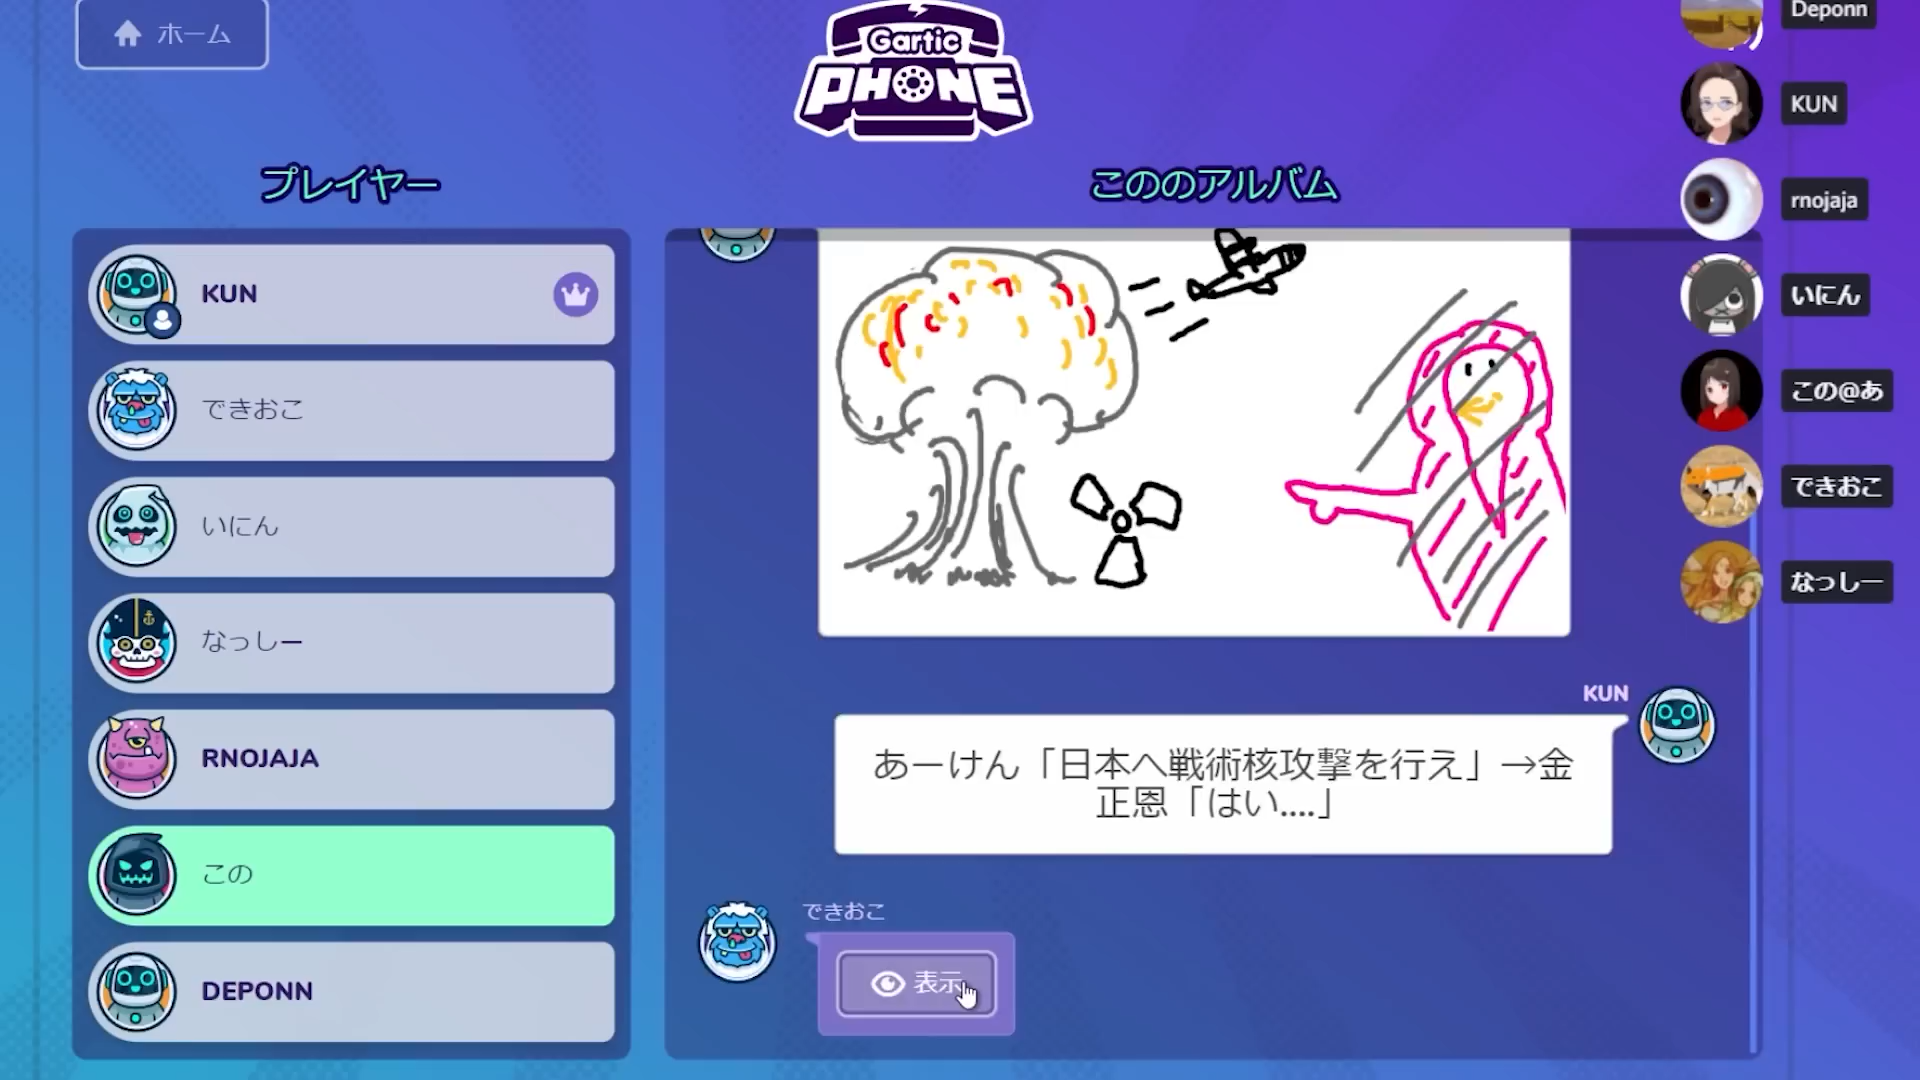 ホーム
Gartic
PHONE
プレイヤー
KUN
できおこ
いにん
なっしー
RNOJAJA
この
DEPONN
こののアルバム
KUN
あーけん「日本へ戦術核攻撃を行え」→金
正恩「はい....」
できおこ
表示
Deponn
KUN
rnojaja
いにん
この@あ
できおこ
なっしー